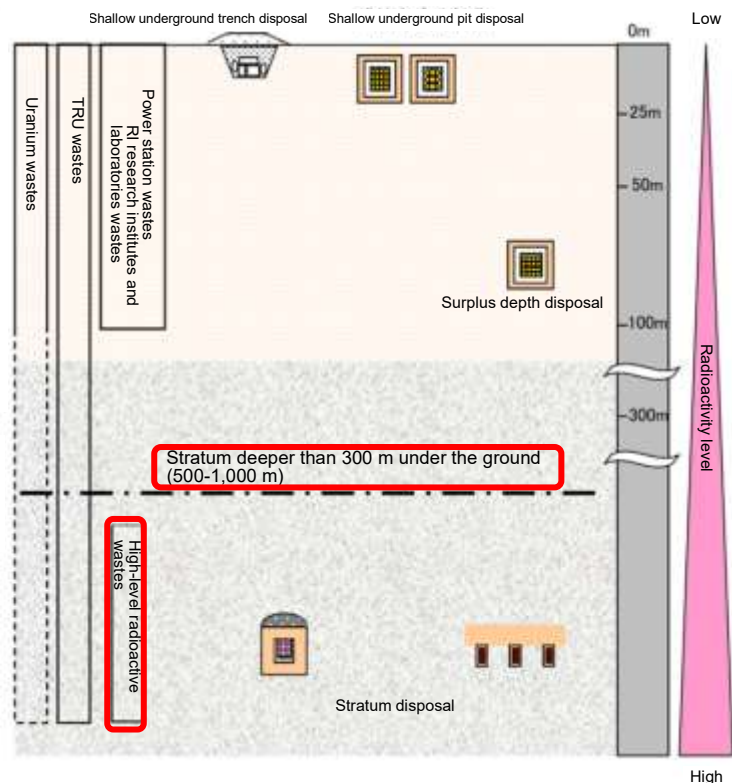 Shallow underground trench disposal
Shallow underground pit disposal
Low
0m
25m
50m
100m
300m
Uranium wastes
TRU wastes
Power station wastes
RI research institutes and
laboratories wastes
Surplus depth disposal
Radioactivity level
Stratum deeper than 300 m under the ground
(500-1,000 m)
High-level radioactive
wastes
Stratum disposal
High